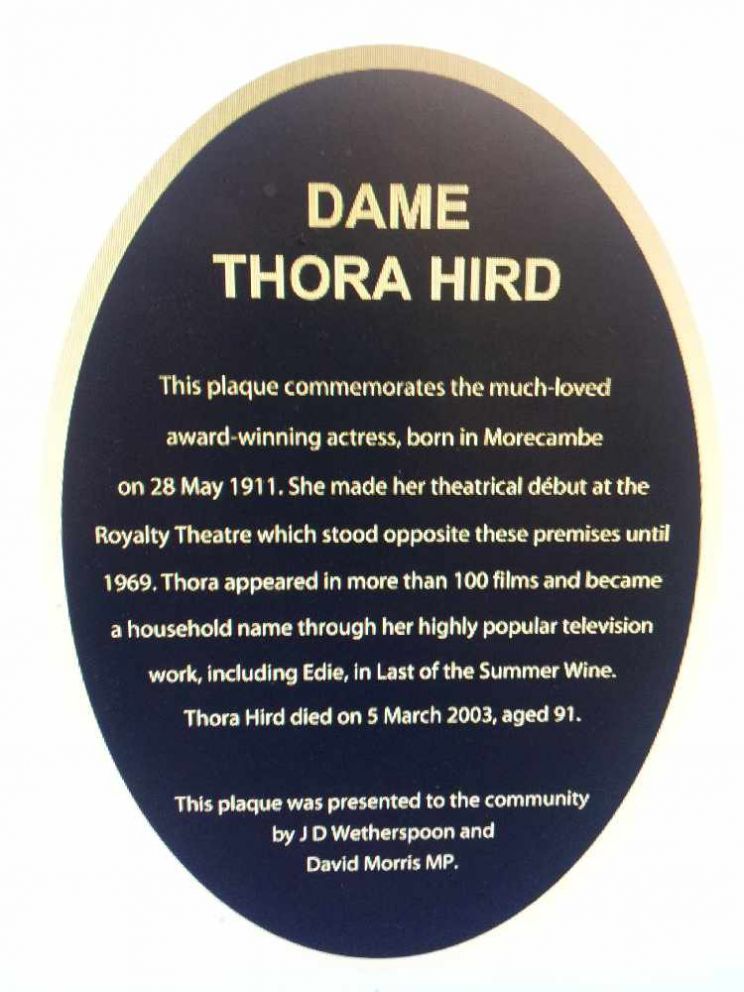 DAME
THORA HIRD
This plaque commemorates the much-loved
award-winning actress, born in Morecambe
on 28 May 1911. She made her theatrical début at the
Royalty Theatre which stood opposite these premises until
1969. Thora appeared in more than 100 films and became
a household name through her highly popular television
work, including Edie, in Last of the Summer Wine.
Thora Hird died on 5 March 2003, aged 91.
This plaque was presented to the community
by J D Wetherspoon and
David Morris MP.